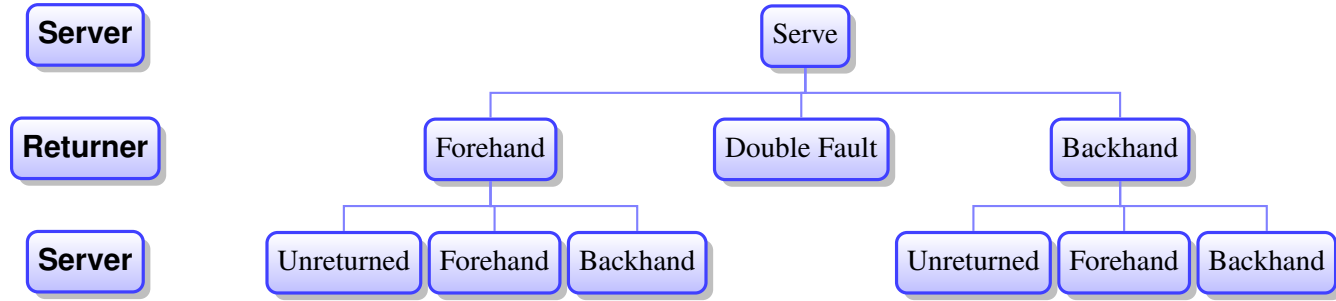 Server
Serve
Returner
Forehand
Double Fault
Backhand
Server
Unreturned
Forehand
Backhand
Unreturned
Forehand
Backhand